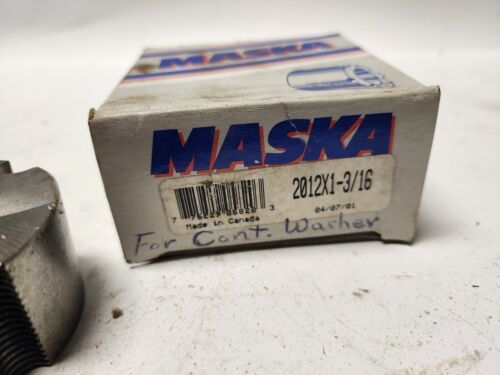 MASKA
MASKA
2012X1-3/16
04/07/01
Made in Canada
For Cont. Washer